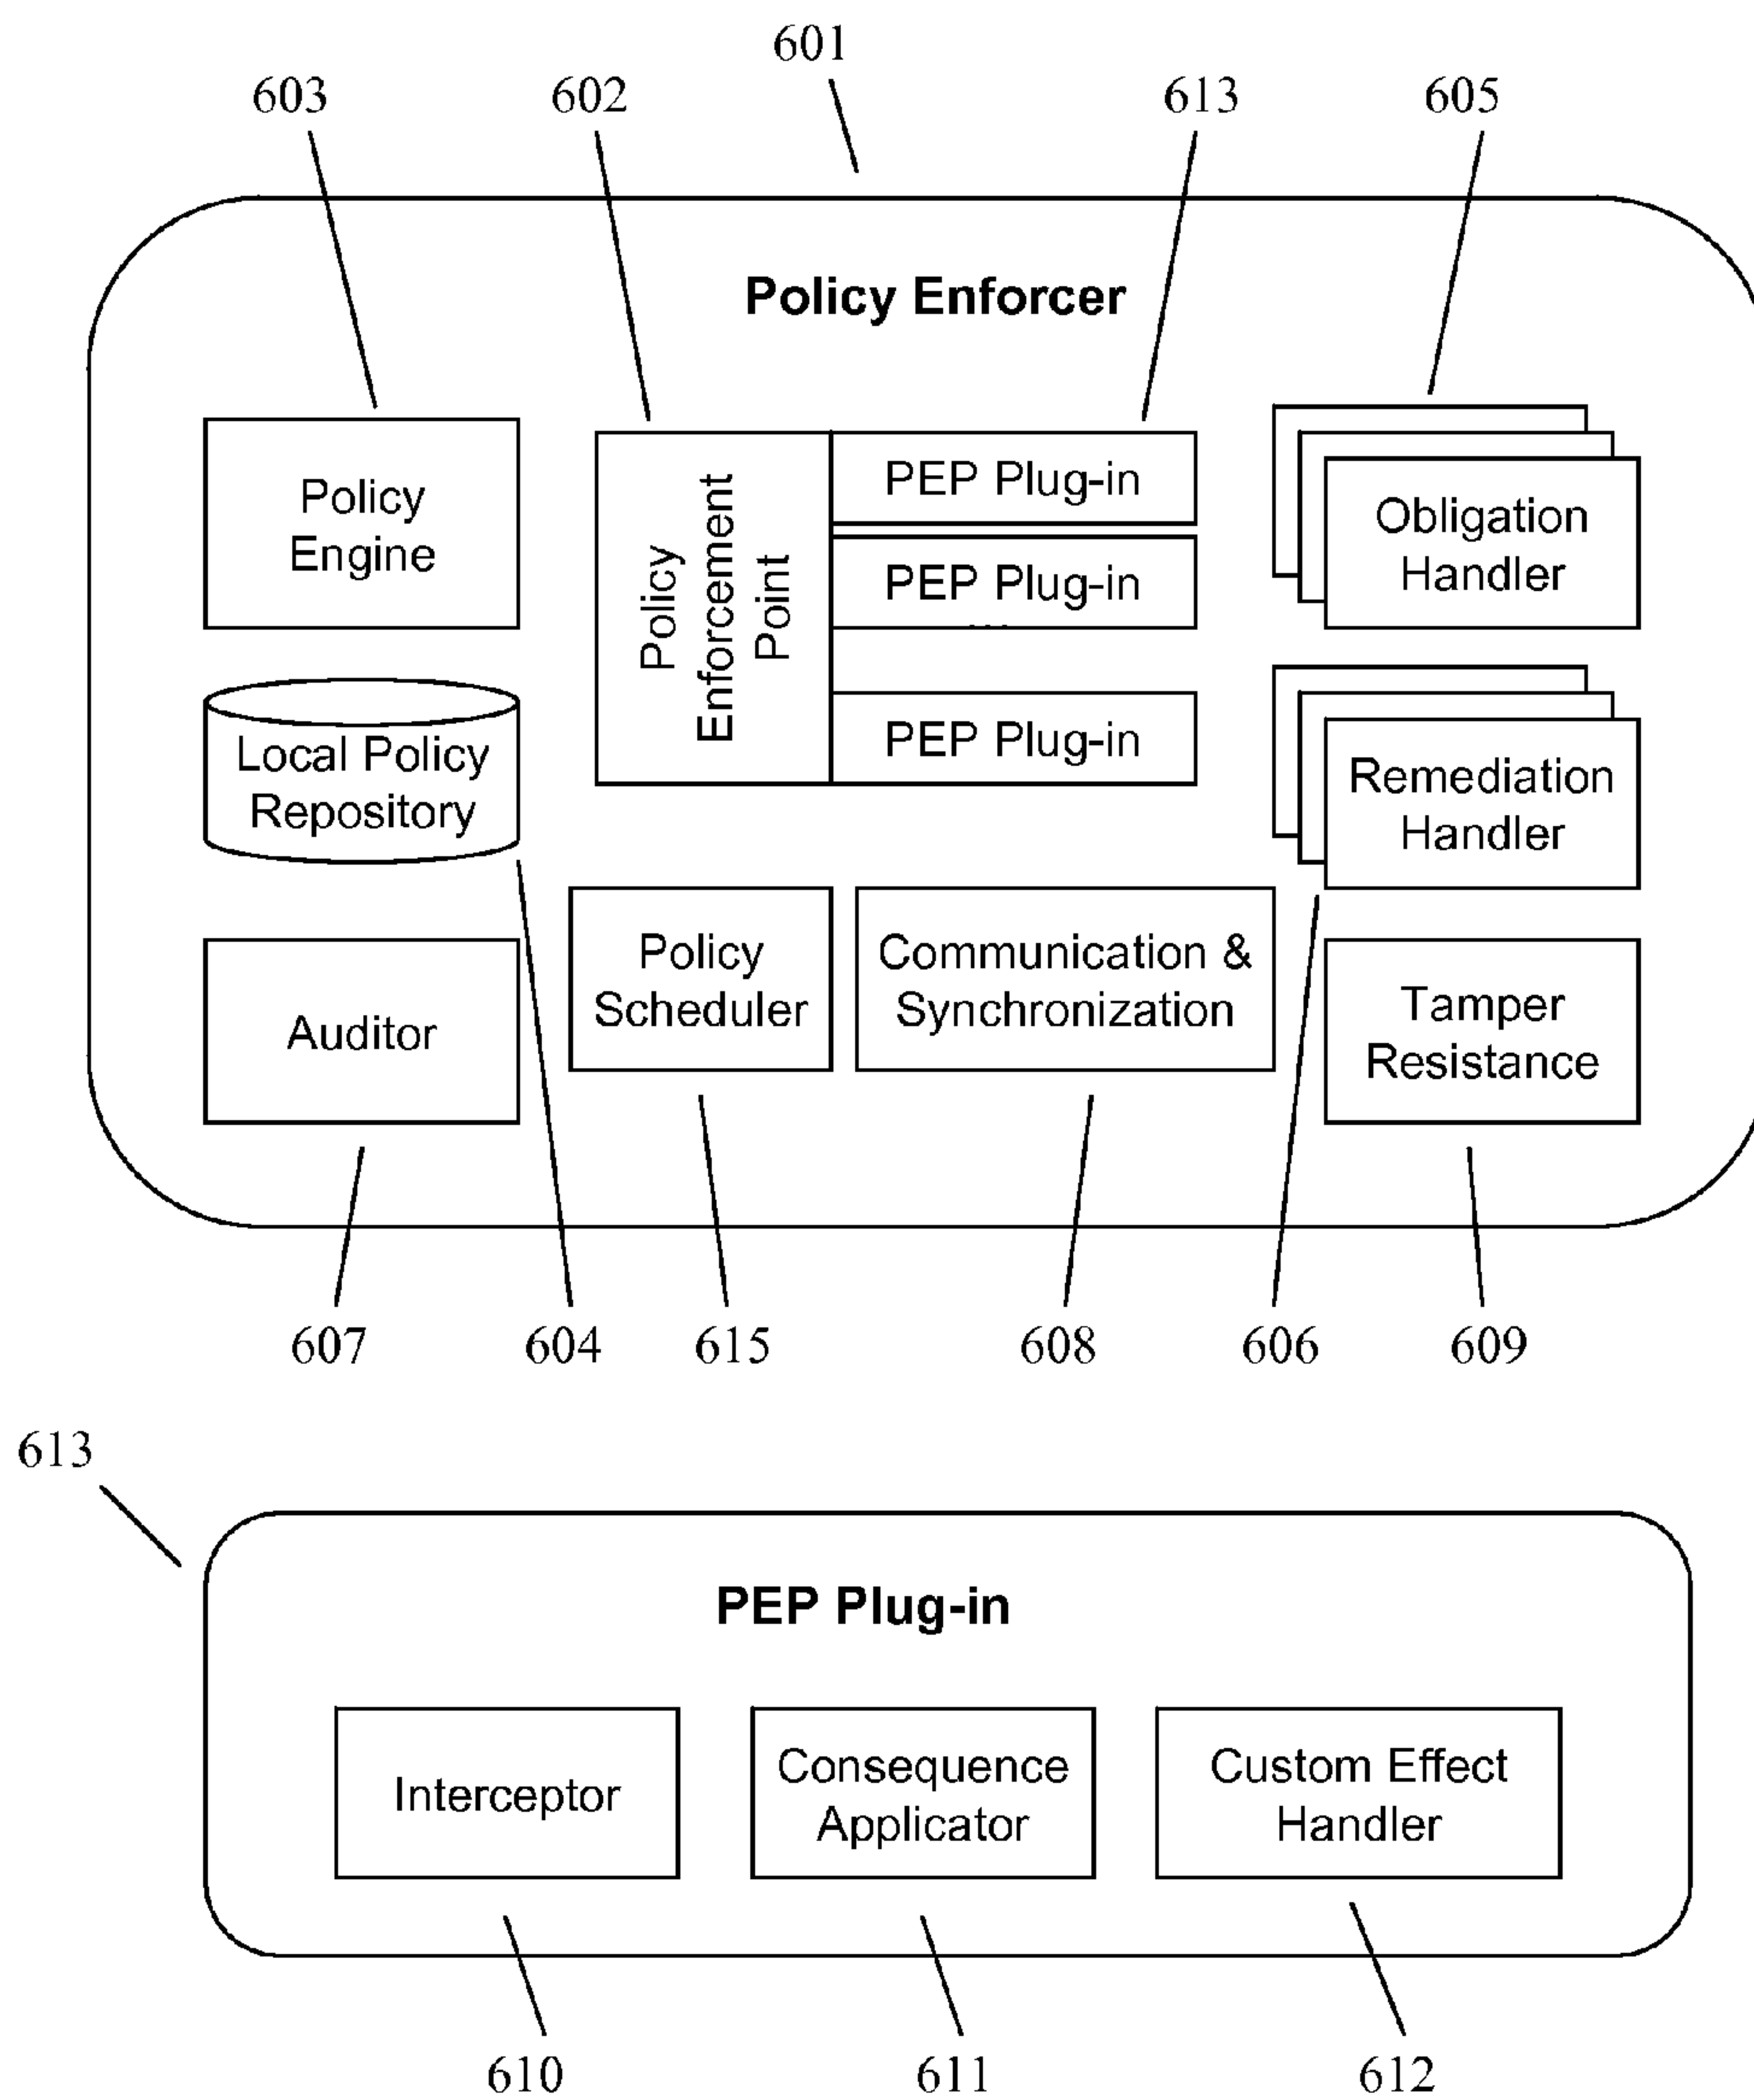 601
603
602
613
605
Policy Enforcer
Policy
Engine
Policy
Enforcement
Point
PEP Plug-in
PEP Plug-in
...
PEP Plug-in
Obligation
Handler
Local Policy
Repository
Remediation
Handler
Auditor
Policy
Scheduler
Communication &
Synchronization
Tamper
Resistance
607
604
615
608
606
609
613
PEP Plug-in
Interceptor
Consequence
Applicator
Custom Effect
Handler
610
611
612